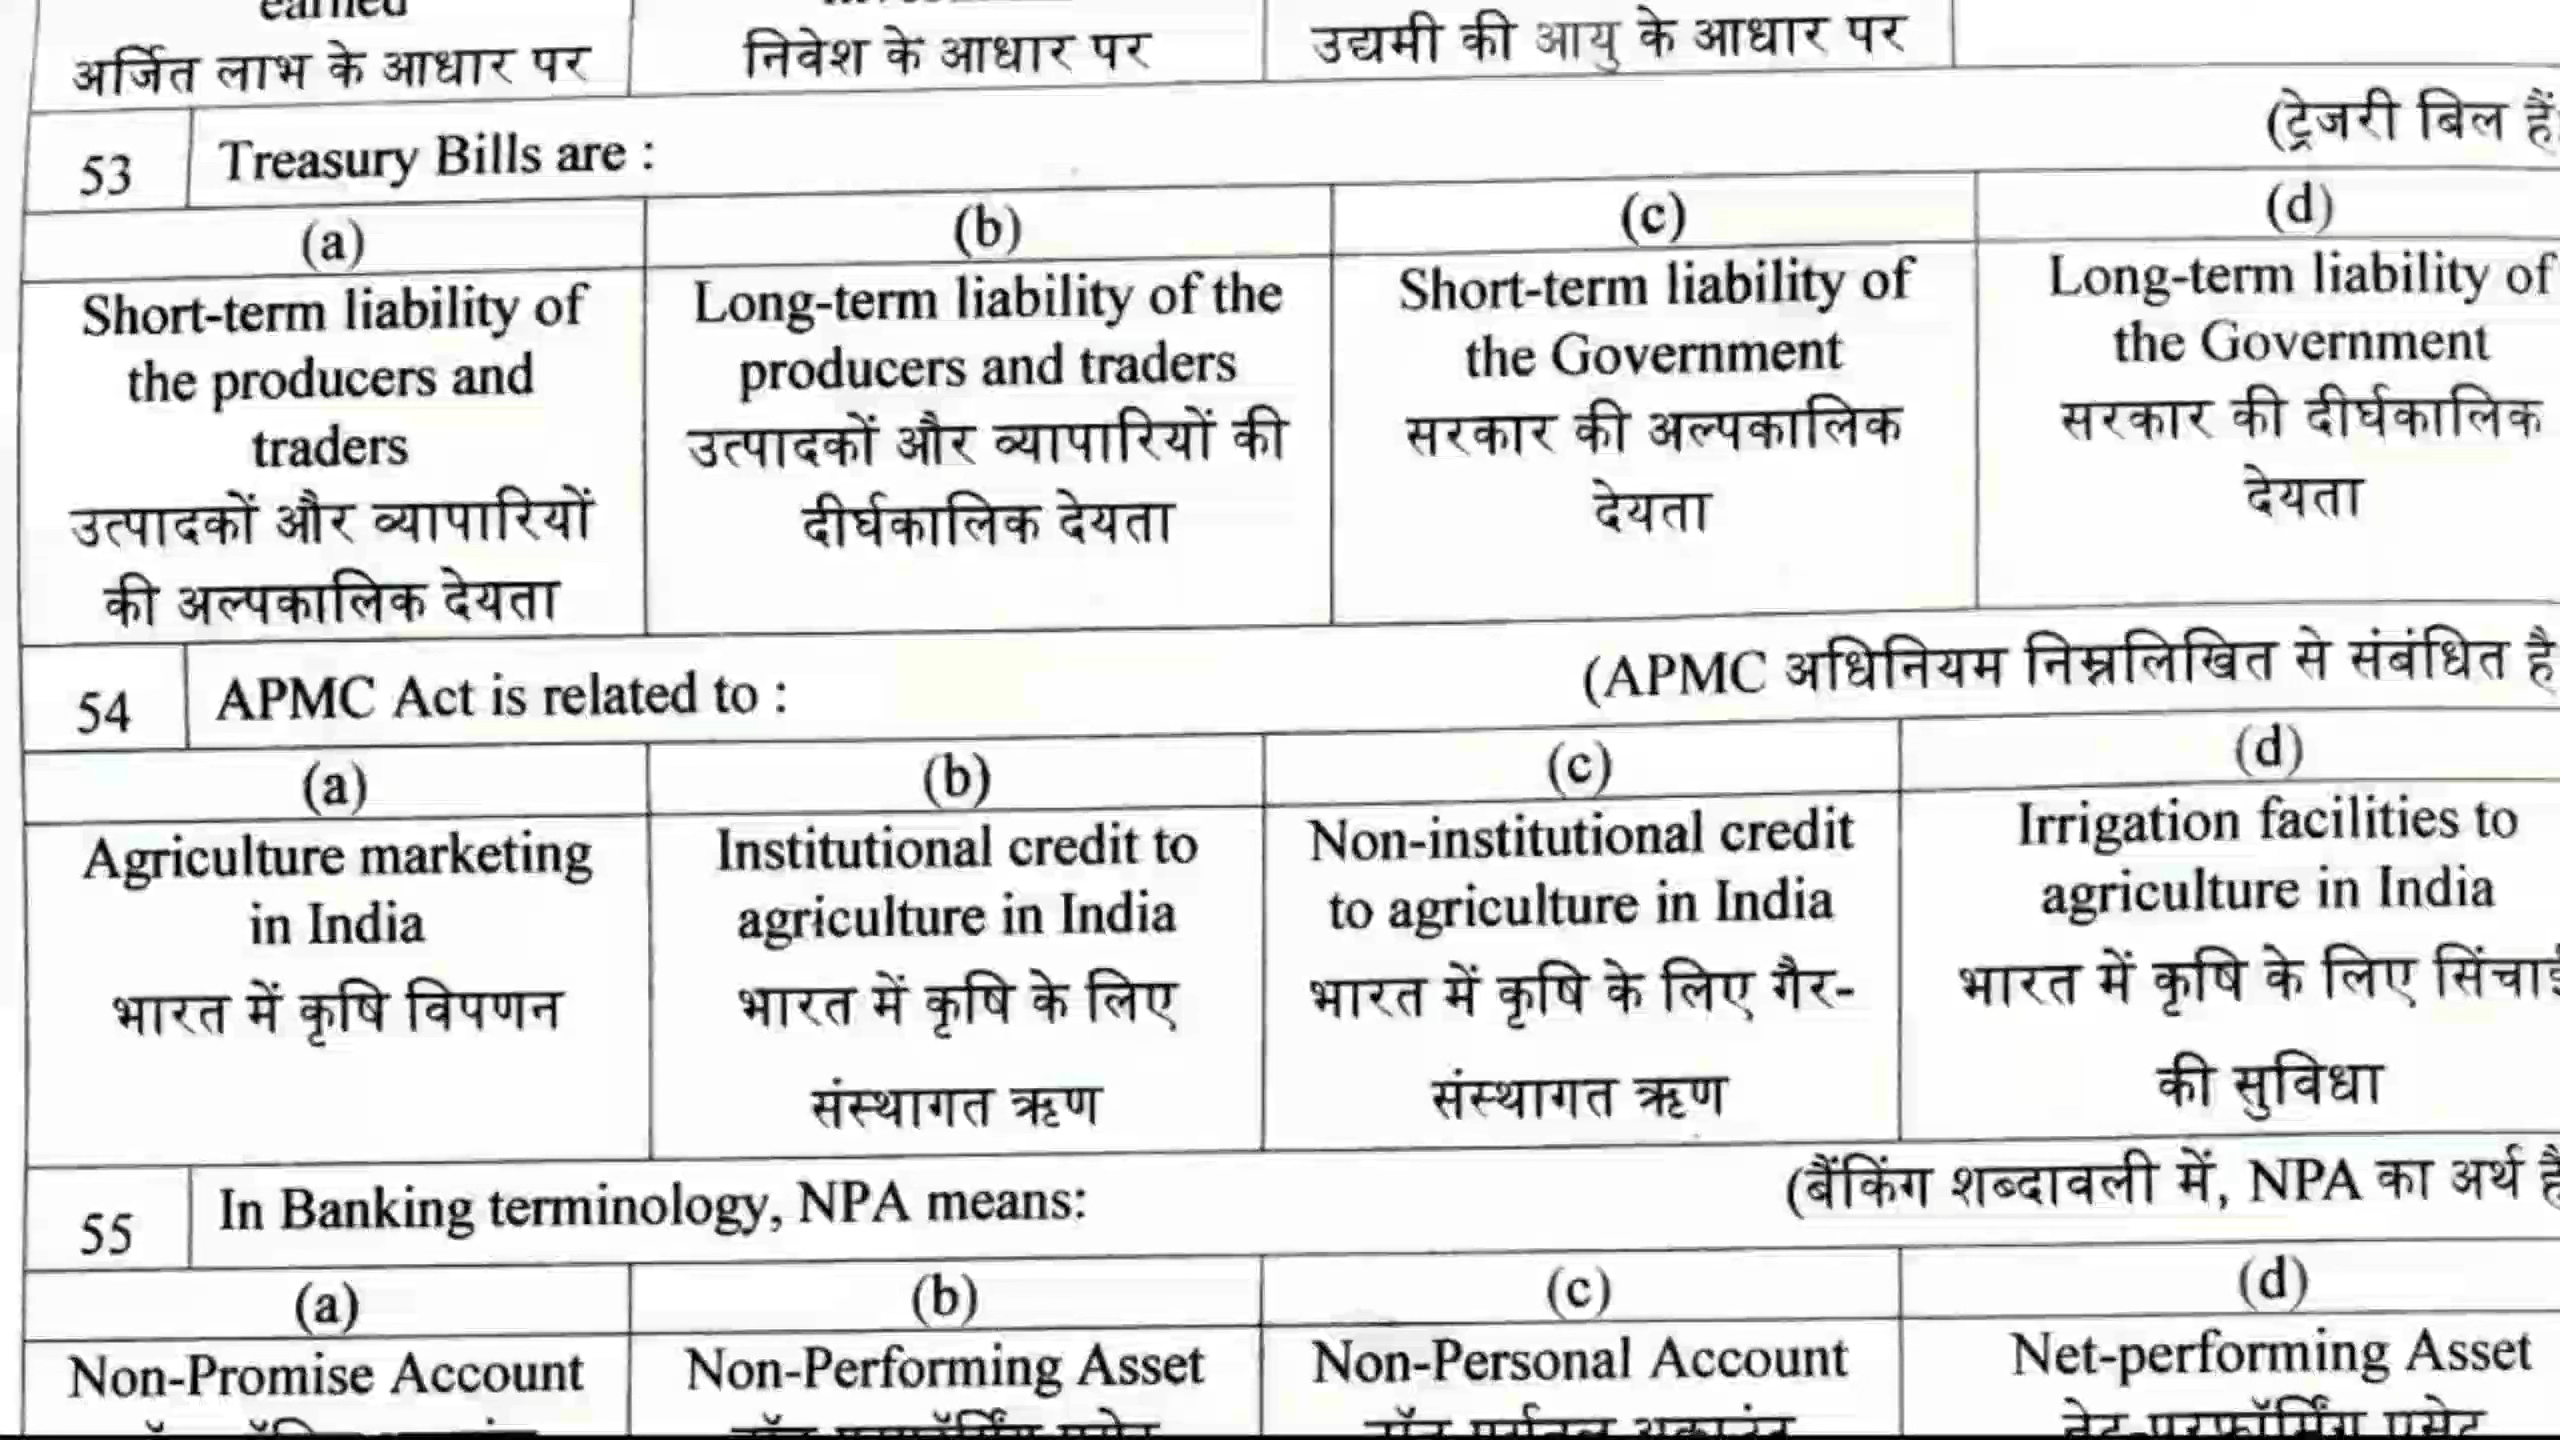 earned
अर्जित लाभ के आधार पर
निवेश के आधार पर
उद्यमी की आयु के आधार पर
53 Treasury Bills are : (ट्रेजरी बिल हैं
(a) (b) (c) (d)
Short-term liability of
the producers and
traders
उत्पादकों और व्यापारियों
की अल्पकालिक देयता
Long-term liability of the
producers and traders
उत्पादकों और व्यापारियों की
दीर्घकालिक देयता
Short-term liability of
the Government
सरकार की अल्पकालिक
देयता
Long-term liability of
the Government
सरकार की दीर्घकालिक
देयता
54 APMC Act is related to : (APMC अधिनियम निम्नलिखित से संबंधित है
(a) (b) (c) (d)
Agriculture marketing
in India
भारत में कृषि विपणन
Institutional credit to
agriculture in India
भारत में कृषि के लिए
संस्थागत ऋण
Non-institutional credit
to agriculture in India
भारत में कृषि के लिए गैर-
संस्थागत ऋण
Irrigation facilities to
agriculture in India
भारत में कृषि के लिए सिंचाई
की सुविधा
55 In Banking terminology, NPA means: (बैंकिंग शब्दावली में, NPA का अर्थ है
(a) (b) (c) (d)
Non-Promise Account
Non-Performing Asset
Non-Personal Account
Net-performing Asset